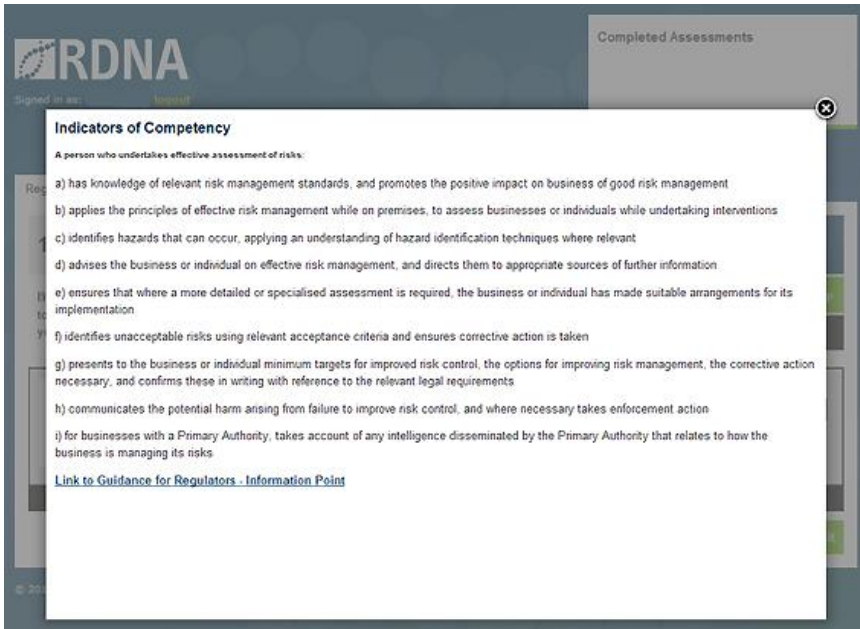 RDNA
Completed Assessments
Signed in as:
logout
Indicators of Competency
A person who undertakes effective assessment of risks:
a) has knowledge of relevant risk management standards, and promotes the positive impact on business of good risk management
b) applies the principles of effective risk management while on premises, to assess businesses or individuals while undertaking interventions
c) identifies hazards that can occur, applying an understanding of hazard identification techniques where relevant
d) advises the business or individual on effective risk management, and directs them to appropriate sources of further information
e) ensures that where a more detailed or specialised assessment is required, the business or individual has made suitable arrangements for its
implementation
f) identifies unacceptable risks using relevant acceptance criteria and ensures corrective action is taken
g) presents to the business or individual minimum targets for improved risk control, the options for improving risk management, the corrective action
necessary, and confirms these in writing with reference to the relevant legal requirements
h) communicates the potential harm arising from failure to improve risk control, and where necessary takes enforcement action
i) for businesses with a Primary Authority, takes account of any intelligence disseminated by the Primary Authority that relates to how the
business is managing its risks
Link to Guidance for Regulators - Information Point